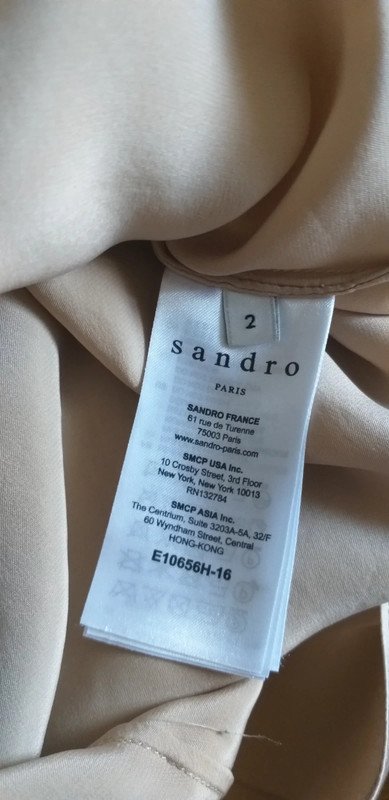 2
sandro
PARIS
SANDRO FRANCE
61 rue de Turenne
75003 Paris
www.sandro-paris.com
SMCP USA Inc.
10 Crosby Street, 3rd Floor
New York, New York 10013
RN132784
SMCP ASIA Inc.
The Centrium, Suite 3203A-5A, 32/F
60 Wyndham Street, Central
HONG-KONG
E10656H-16